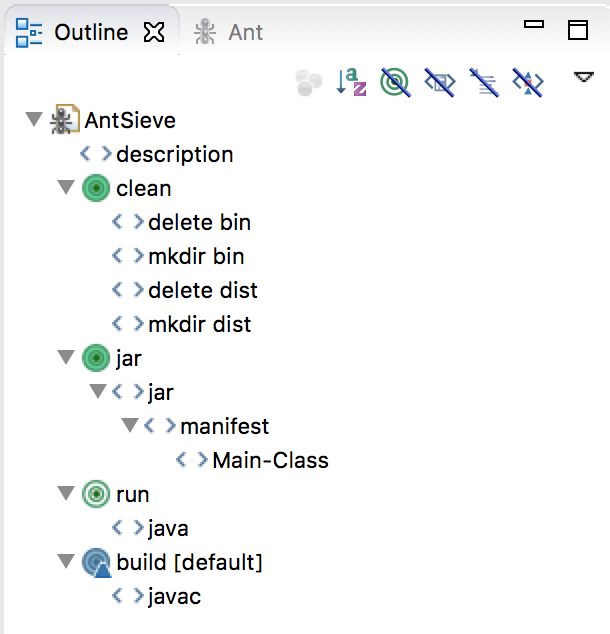 Outline Ant
AntSieve
description
clean
delete bin
mkdir bin
delete dist
mkdir dist
jar
jar
manifest
Main-Class
run
java
build [default]
javac